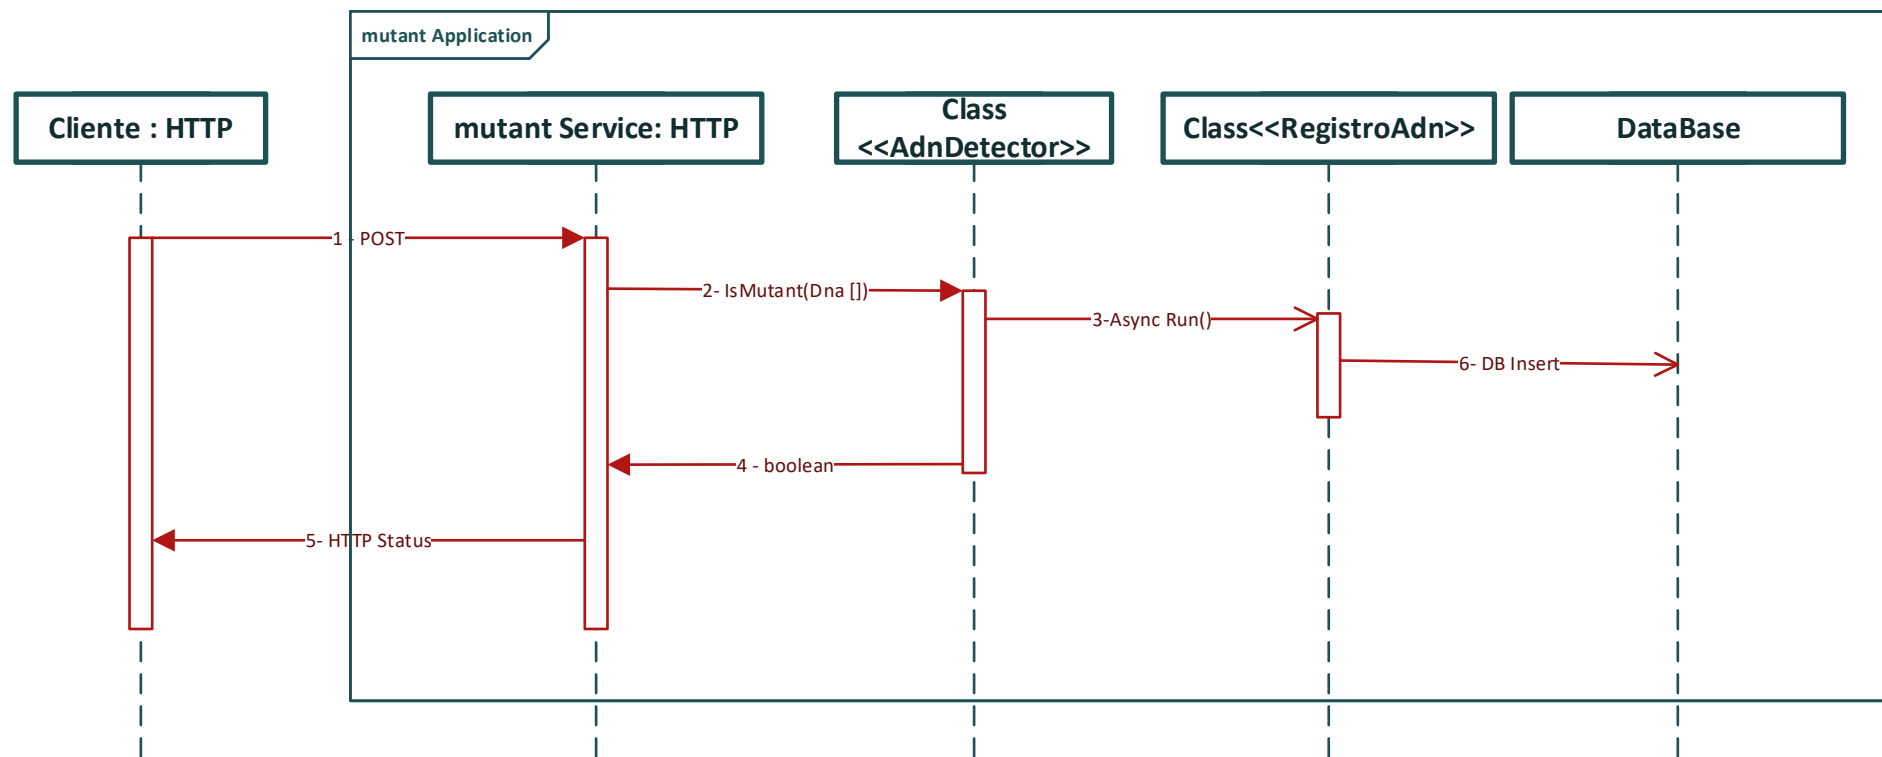 mutant Application
Cliente : HTTP
mutant Service: HTTP
Class
<<AdnDetector>>
Class<<RegistroAdn>>
DataBase
1 - POST
2- IsMutant(Dna [])
3-Async Run()
6- DB Insert
4 - boolean
5- HTTP Status